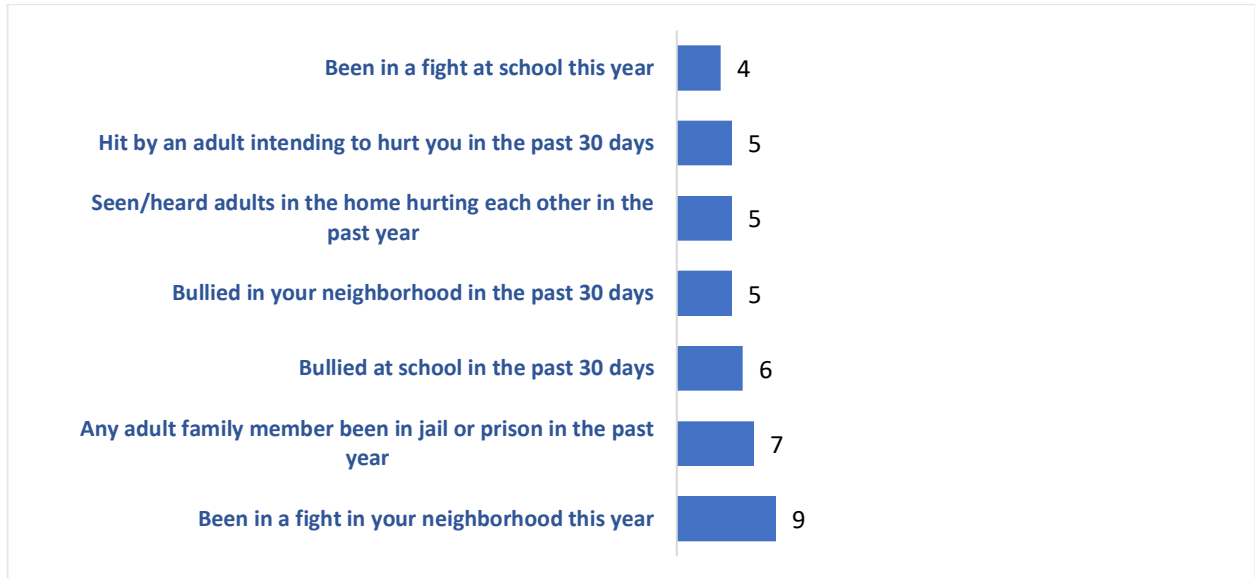 Been in a fight at school this year
4
Hit by an adult intending to hurt you in the past 30 days
5
Seen/heard adults in the home hurting each other in the
past year
5
Bullied in your neighborhood in the past 30 days
5
Bullied at school in the past 30 days
6
Any adult family member been in jail or prison in the past
year
7
Been in a fight in your neighborhood this year
9